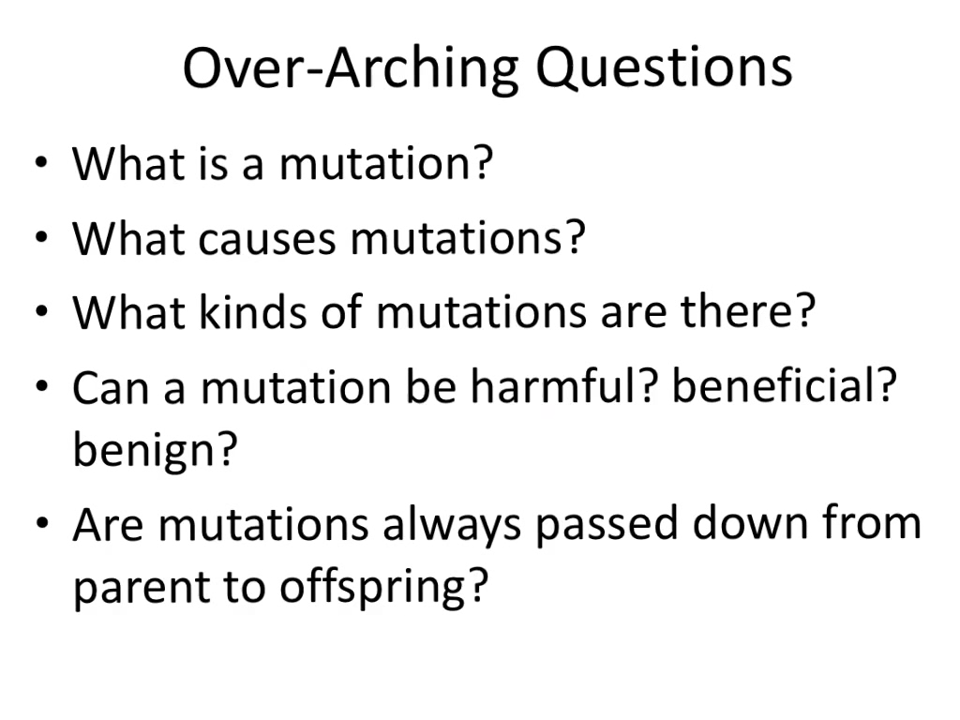 Over-Arching Questions
• What is a mutation?
• What causes mutations?
• What kinds of mutations are there?
• Can a mutation be harmful? beneficial?
benign?
• Are mutations always passed down from
parent to offspring?